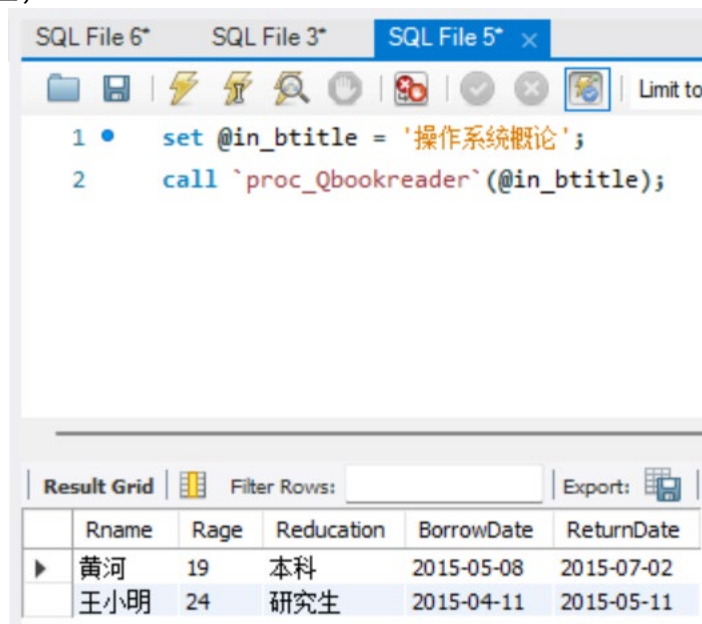 SQL File 6* SQL File 3* SQL File 5* ×
Limit to
1 set @in_btitle = '操作系统概论';
2 call `proc_Qbookreader`(@in_btitle);
Result Grid Filter Rows: Export:
Rname Rage Reducation BorrowDate ReturnDate
黄河 19 本科 2015-05-08 2015-07-02
王小明 24 研究生 2015-04-11 2015-05-11